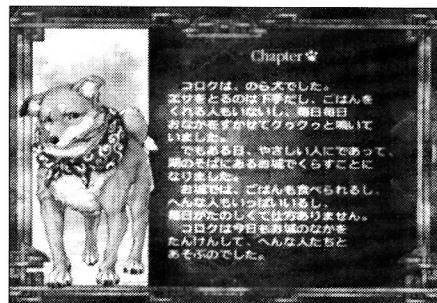 Chapter
コロクは、のら犬でした。
エサをとるのは下手だし、ごはんを
くれる人もいないし、毎日毎日
おなかをすかせてグゥグゥと鳴いて
いました。
でもある日、やさしい人にであって、
湖のそばにあるお城でくらすことに
なりました。
お城では、ごはんも食べられるし、
へんな人もいっぱいいるし、
毎日がたのしくて仕方ありません。
コロクは今日もお城のなかを
たんけんして、へんな人たちと
あそぶのでした。